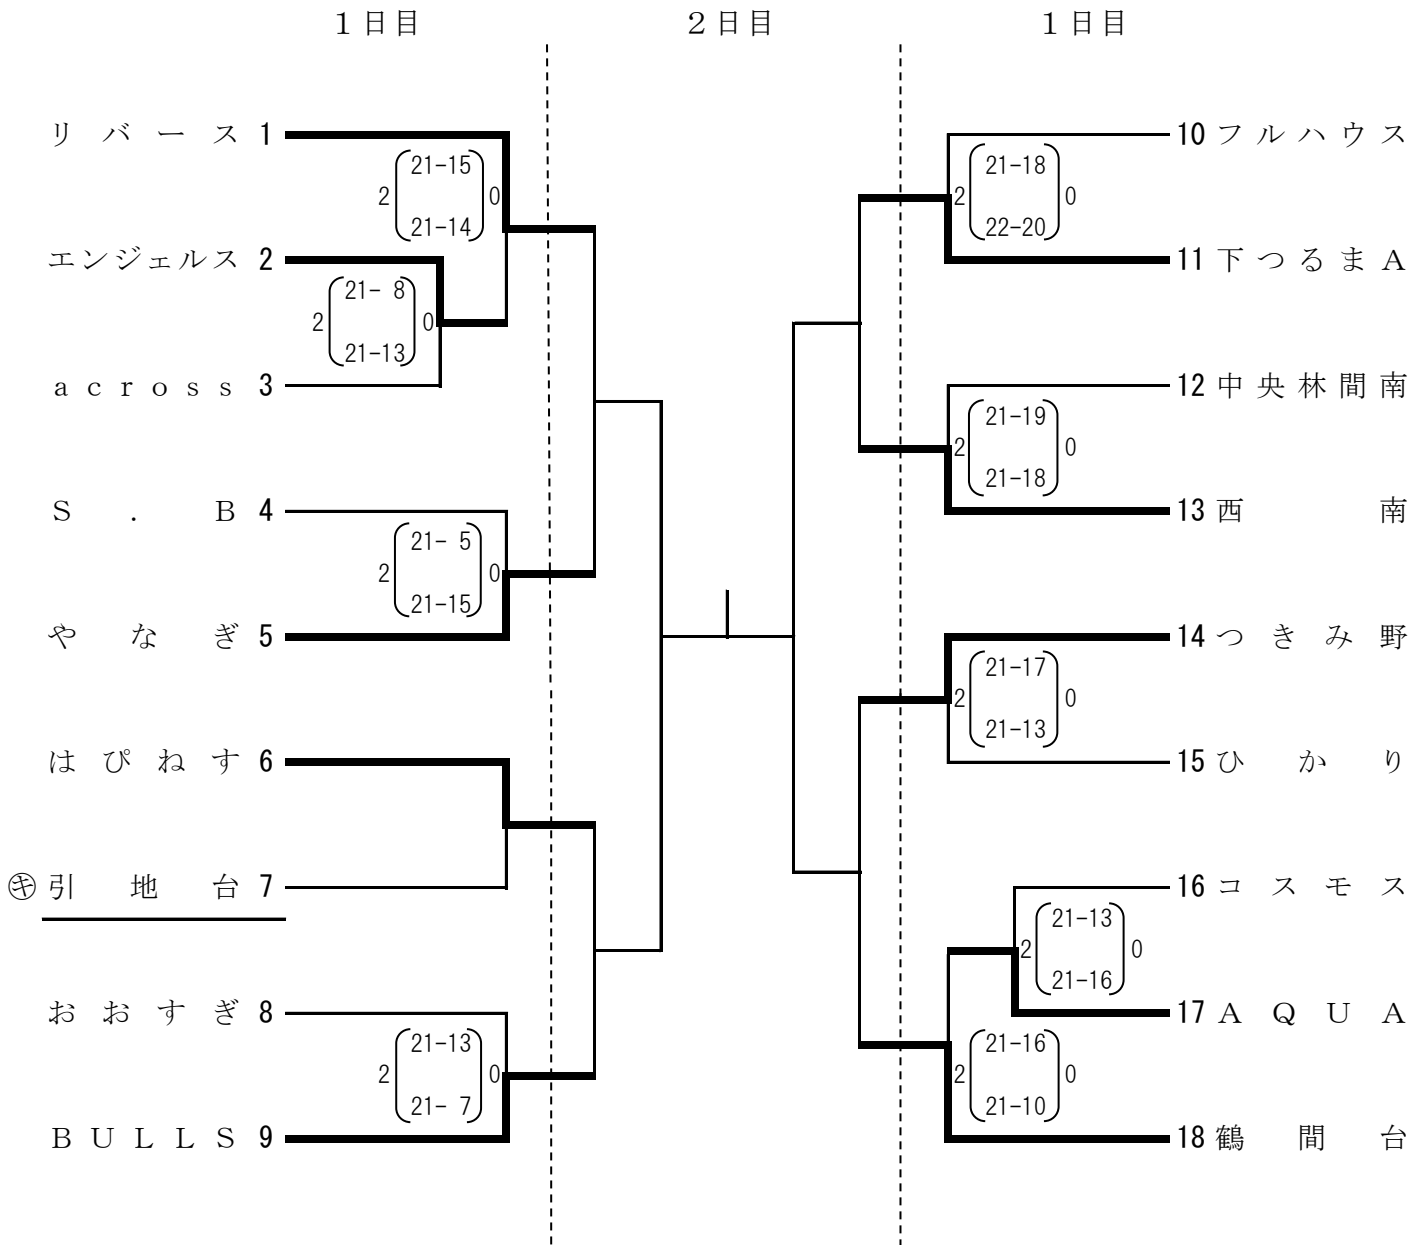 １日目 ２日目 １日目
リバース 1
21-15
2 0
21-14
エンジェルス 2
21- 8
2 0
21-13
across 3
S．B 4
21- 5
2 0
21-15
やなぎ 5
はぴねす 6
㋖引地台 7
おおすぎ 8
21-13
2 0
21- 7
BULLS 9
10 フルハウス
21-18
2 0
22-20
11 下つるまA
12 中央林間南
21-19
2 0
21-18
13 西南
14 つきみ野
21-17
2 0
21-13
15 ひかり
16 コスモス
21-13
2 0
21-16
17 AQUA
21-16
2 0
21-10
18 鶴間台